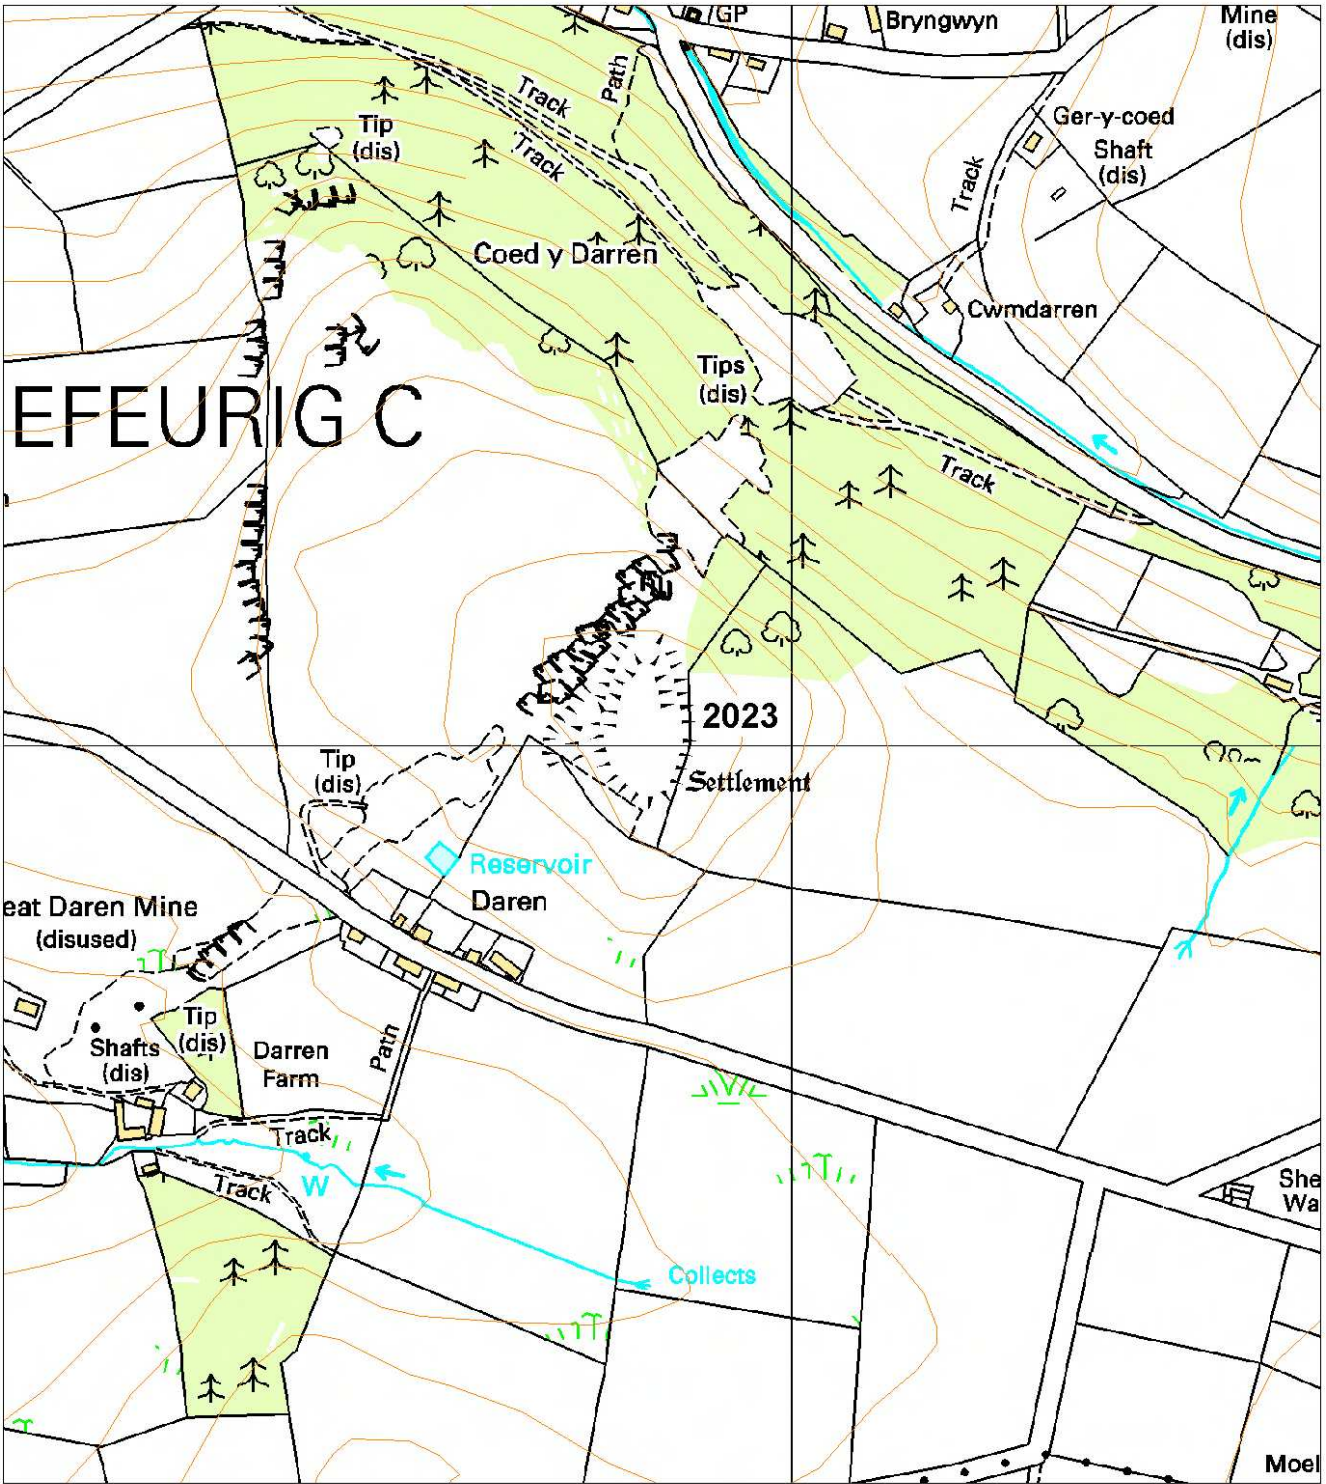 GP
Bryngwyn
Mine
(dis)
Path
Track
Track
Tip
(dis)
Ger-y-coed
Shaft
(dis)
Track
Coed y Darren
Cwmdarren
Tips
(dis)
EFEURIG C
Track
2023
Settlement
Tip
(dis)
Reservoir
Daren
eat Daren Mine
(disused)
Tip
(dis)
Shafts
(dis)
Darren
Farm
Path
Track
Track
W
Collects
She
Wa
Moel